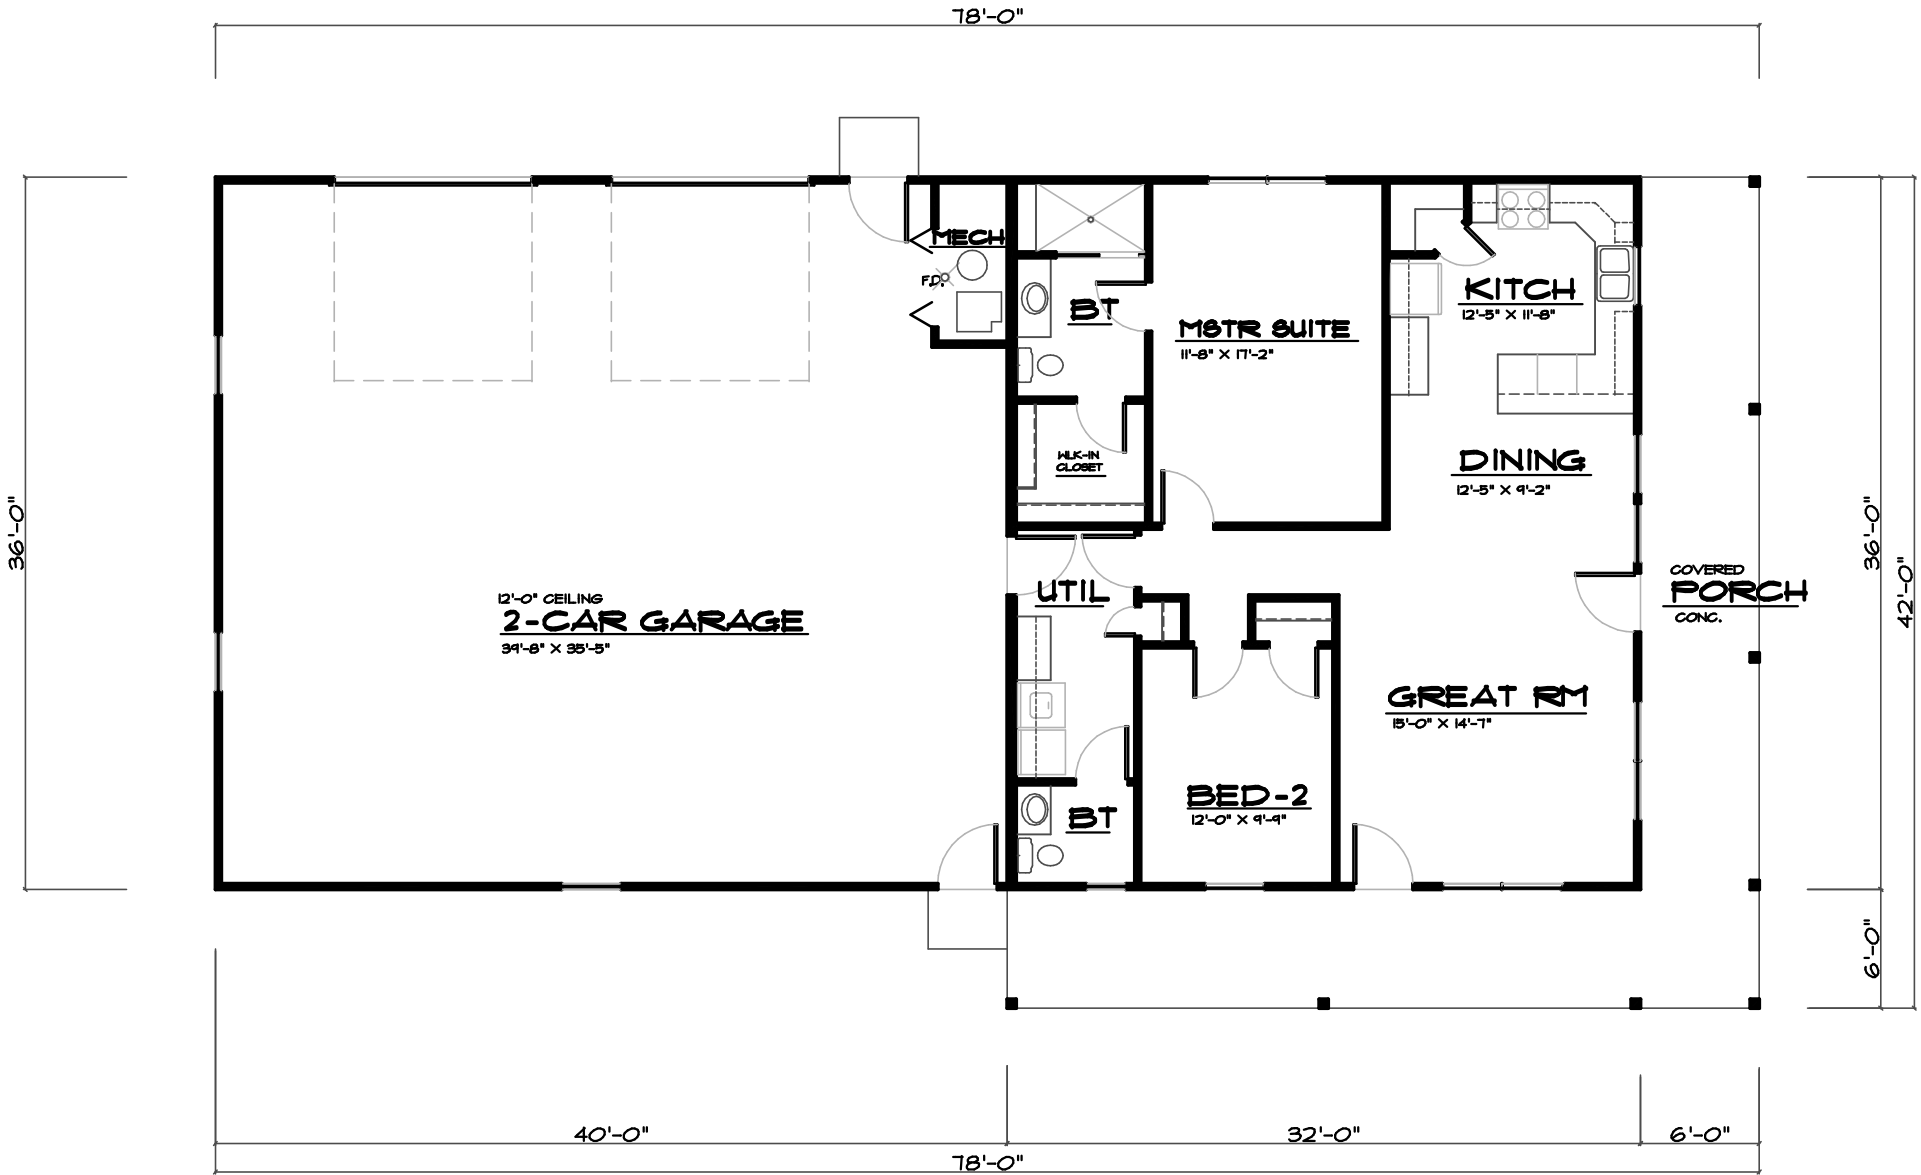 78'-0"
MECH
F.D.
BT
MSTR SUITE
11'-8" X 17'-2"
KITCH
12'-5" X 11'-8"
WLK-IN
CLOSET
DINING
12'-5" X 9'-2"
36'-0"
36'-0"
42'-0"
12'-0" CEILING
2-CAR GARAGE
39'-8" X 35'-5"
UTIL
COVERED
PORCH
CONC.
GREAT RM
15'-0" X 14'-7"
BED-2
12'-0" X 9'-9"
BT
6'-0"
40'-0"
32'-0"
6'-0"
78'-0"